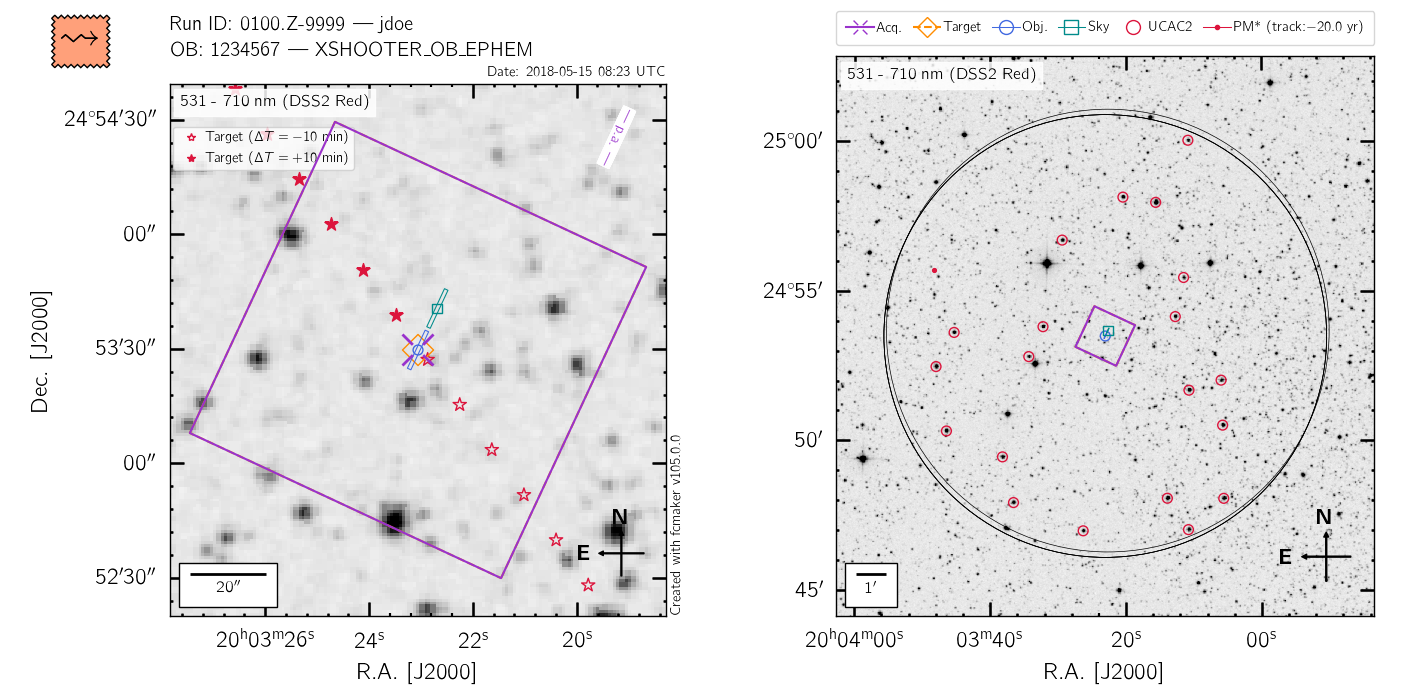 Run ID: 0100.Z-9999 — jdoe
OB: 1234567 — XSHOOTER_OB_EPHEM
Date: 2018-05-15 08:23 UTC
531 - 710 nm (DSS2 Red)
Target (ΔT = −10 min)
Target (ΔT = +10 min)
— p.a. —
24°54′30″
00″
53′30″
00″
52′30″
Dec. [J2000]
N
E
20″
20ʰ03ᵐ26ˢ
24ˢ
22ˢ
20ˢ
R.A. [J2000]
Created with fcmaker v105.0.0
Acq.
Target
Obj.
Sky
UCAC2
PM* (track:−20.0 yr)
531 - 710 nm (DSS2 Red)
25°00′
24°55′
50′
45′
N
E
1′
20ʰ04ᵐ00ˢ
03ᵐ40ˢ
20ˢ
00ˢ
R.A. [J2000]